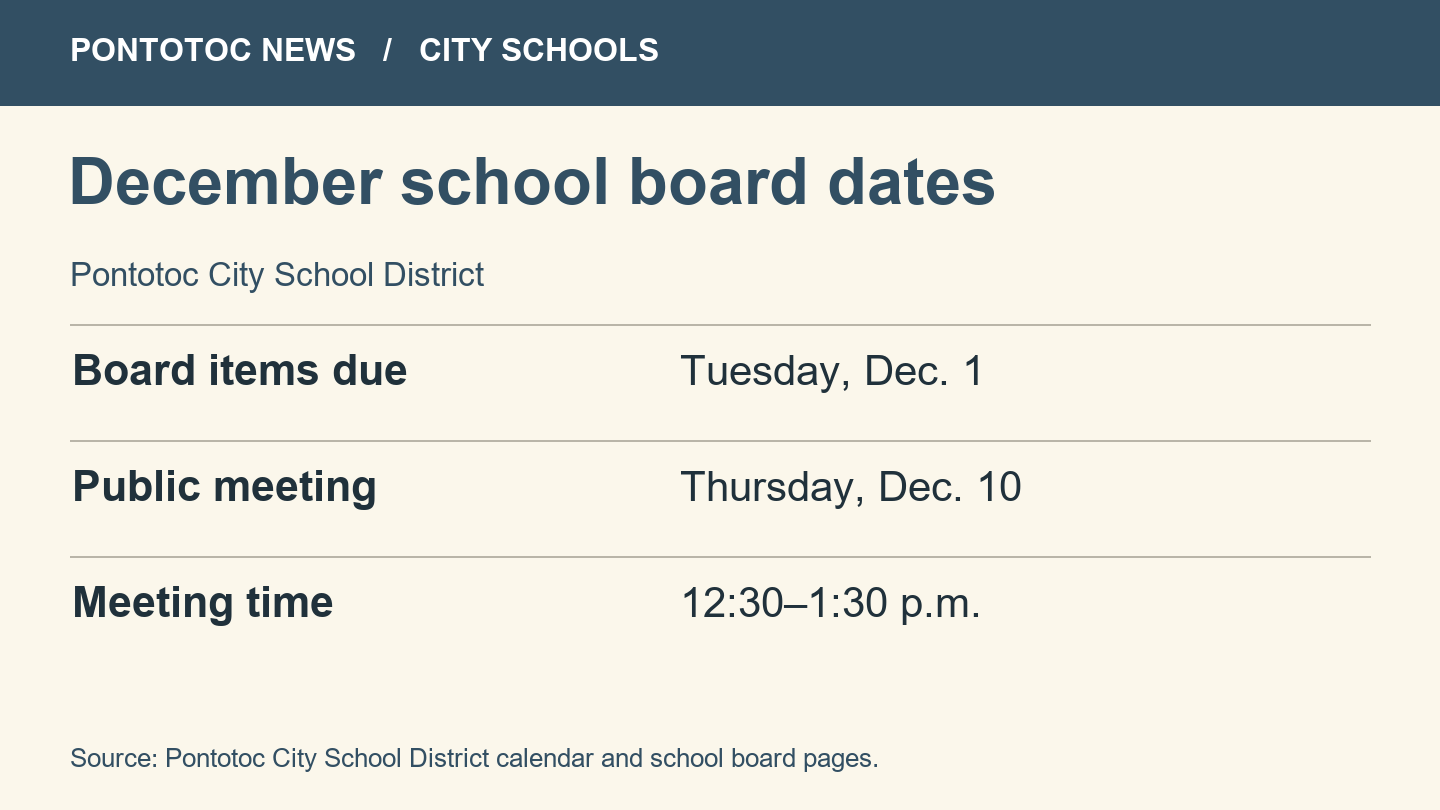 PONTOTOC NEWS / CITY SCHOOLS
December school board dates
Pontotoc City School District
Board items due Tuesday, Dec. 1
Public meeting Thursday, Dec. 10
Meeting time 12:30–1:30 p.m.
Source: Pontotoc City School District calendar and school board pages.